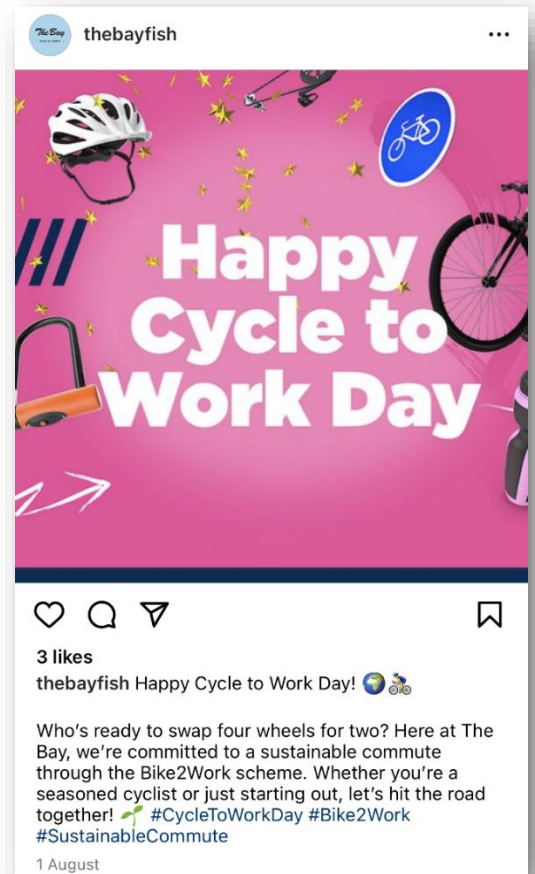 The Bay
thebayfish
Happy
Cycle to
Work Day
3 likes
thebayfish Happy Cycle to Work Day! 🌍🚴
Who’s ready to swap four wheels for two? Here at The
Bay, we’re committed to a sustainable commute
through the Bike2Work scheme. Whether you’re a
seasoned cyclist or just starting out, let’s hit the road
together! 🌱 #CycleToWorkDay #Bike2Work
#SustainableCommute
1 August